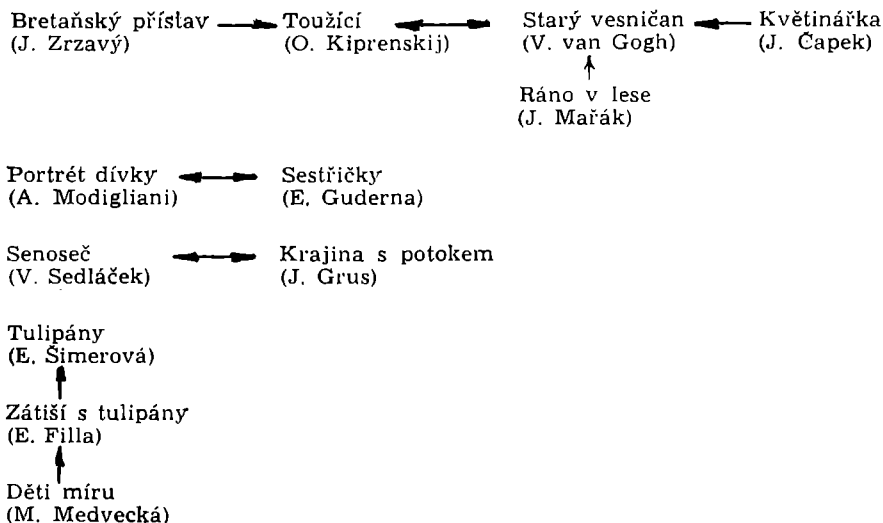 Bretaňský přístav Toužící Starý vesničan Květinářka
(J. Zrzavý) (O. Kiprenskij) (V. van Gogh) (J. Čapek)
Ráno v lese
(J. Mařák)
Portrét dívky Sestřičky
(A. Modigliani) (E. Guderna)
Senoseč Krajina s potokem
(V. Sedláček) (J. Grus)
Tulipány
(E. Šimerová)
Zátiší s tulipány
(E. Filla)
Děti míru
(M. Medvecká)